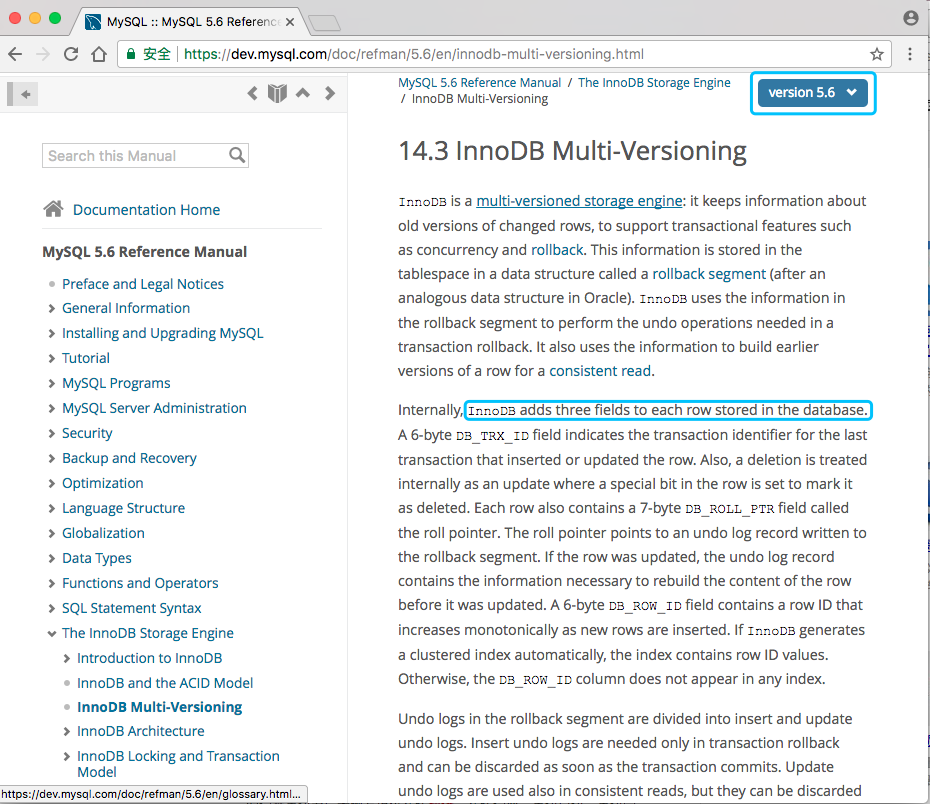 MySQL :: MySQL 5.6 Reference
安全
https://dev.mysql.com/doc/refman/5.6/en/innodb-multi-versioning.html
Search this Manual
Documentation Home
MySQL 5.6 Reference Manual
Preface and Legal Notices
General Information
Installing and Upgrading MySQL
Tutorial
MySQL Programs
MySQL Server Administration
Security
Backup and Recovery
Optimization
Language Structure
Globalization
Data Types
Functions and Operators
SQL Statement Syntax
The InnoDB Storage Engine
Introduction to InnoDB
InnoDB and the ACID Model
InnoDB Multi-Versioning
InnoDB Architecture
InnoDB Locking and Transaction
Model
https://dev.mysql.com/doc/refman/5.6/en/glossary.html...
MySQL 5.6 Reference Manual / The InnoDB Storage Engine
/ InnoDB Multi-Versioning
version 5.6
14.3 InnoDB Multi-Versioning
InnoDB is a multi-versioned storage engine: it keeps information about
old versions of changed rows, to support transactional features such
as concurrency and rollback. This information is stored in the
tablespace in a data structure called a rollback segment (after an
analogous data structure in Oracle). InnoDB uses the information in
the rollback segment to perform the undo operations needed in a
transaction rollback. It also uses the information to build earlier
versions of a row for a consistent read.
Internally, InnoDB adds three fields to each row stored in the database.
A 6-byte DB_TRX_ID field indicates the transaction identifier for the last
transaction that inserted or updated the row. Also, a deletion is treated
internally as an update where a special bit in the row is set to mark it
as deleted. Each row also contains a 7-byte DB_ROLL_PTR field called
the roll pointer. The roll pointer points to an undo log record written to
the rollback segment. If the row was updated, the undo log record
contains the information necessary to rebuild the content of the row
before it was updated. A 6-byte DB_ROW_ID field contains a row ID that
increases monotonically as new rows are inserted. If InnoDB generates
a clustered index automatically, the index contains row ID values.
Otherwise, the DB_ROW_ID column does not appear in any index.
Undo logs in the rollback segment are divided into insert and update
undo logs. Insert undo logs are needed only in transaction rollback
and can be discarded as soon as the transaction commits. Update
undo logs are used also in consistent reads, but they can be discarded